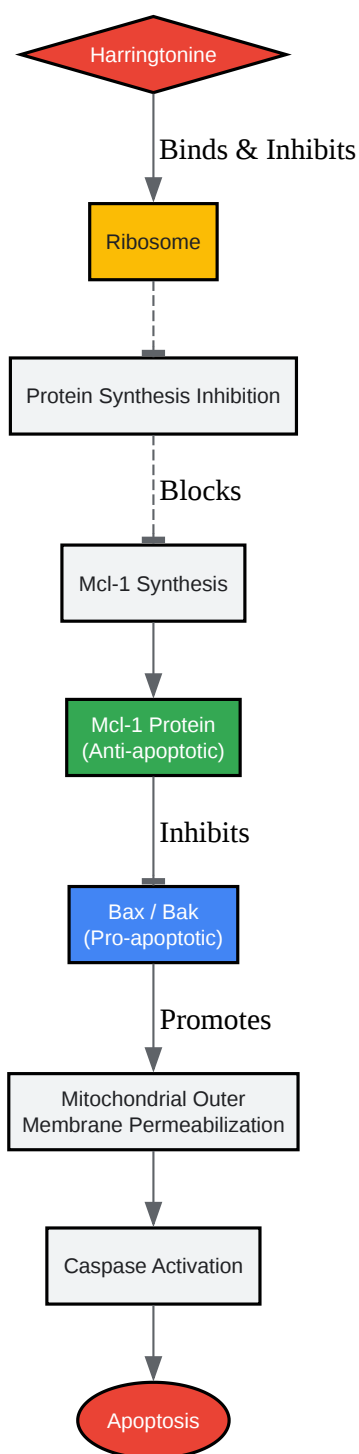 Harringtonine
Binds & Inhibits
Ribosome
Protein Synthesis Inhibition
Blocks
Mcl-1 Synthesis
Mcl-1 Protein
(Anti-apoptotic)
Inhibits
Bax / Bak
(Pro-apoptotic)
Promotes
Mitochondrial Outer
Membrane Permeabilization
Caspase Activation
Apoptosis